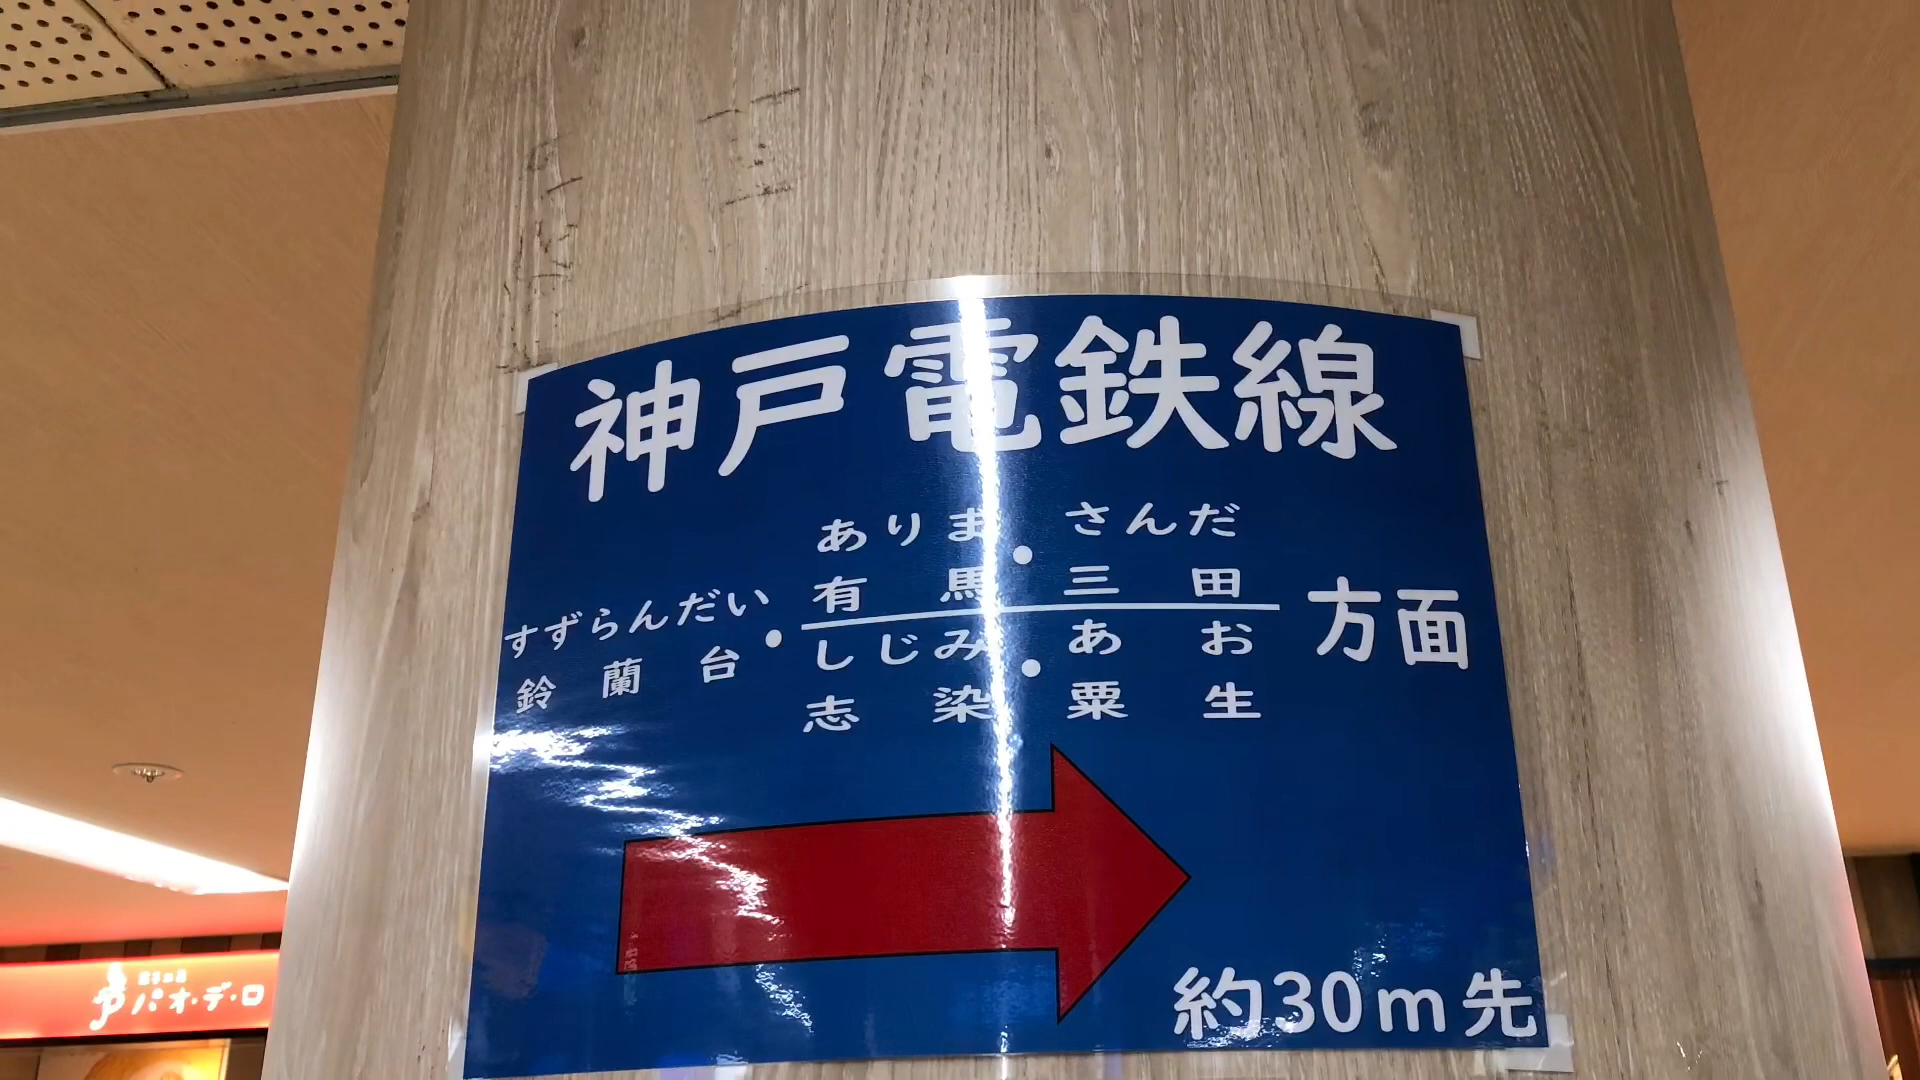 神戸電鉄線
ありま・さんだ
有馬・三田
すずらんだい
鈴蘭台・
しじみ・あお
志染・粟生
方面
約30m先
パオ・デ・ロ